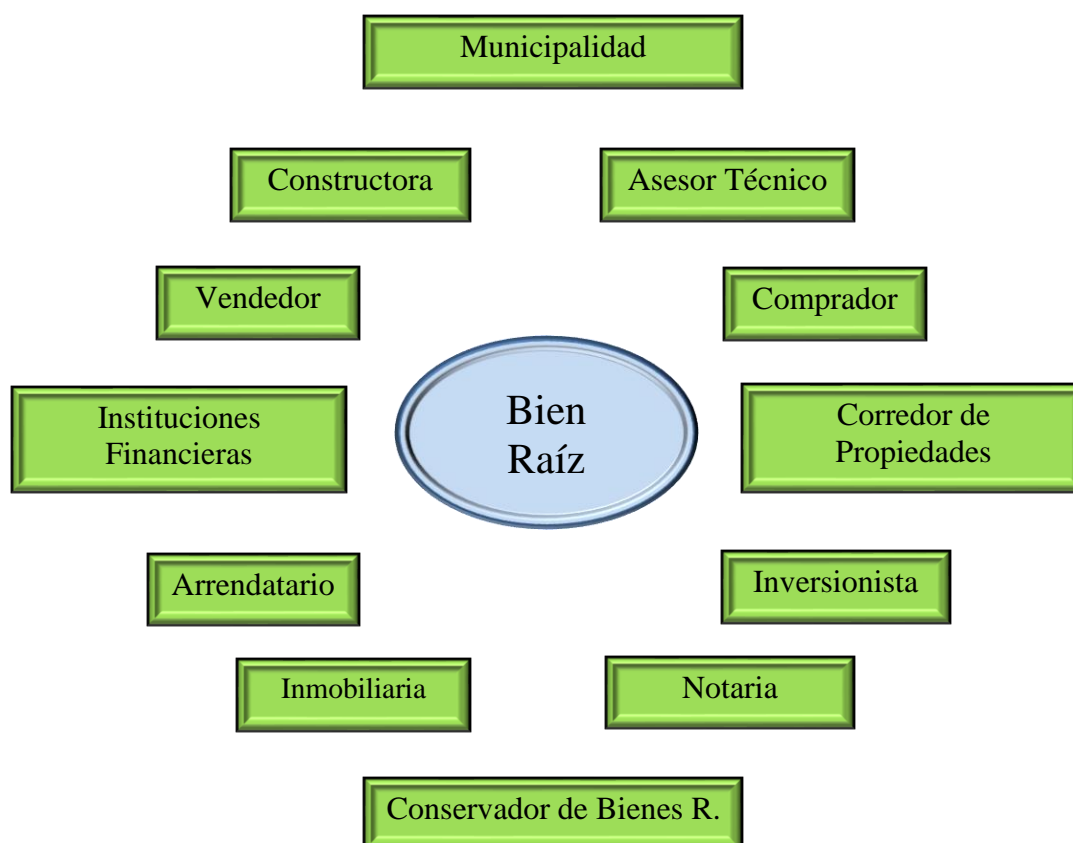 Municipalidad
Constructora
Asesor Técnico
Vendedor
Comprador
Instituciones
Financieras
Bien
Raíz
Corredor de
Propiedades
Arrendatario
Inversionista
Inmobiliaria
Notaria
Conservador de Bienes R.